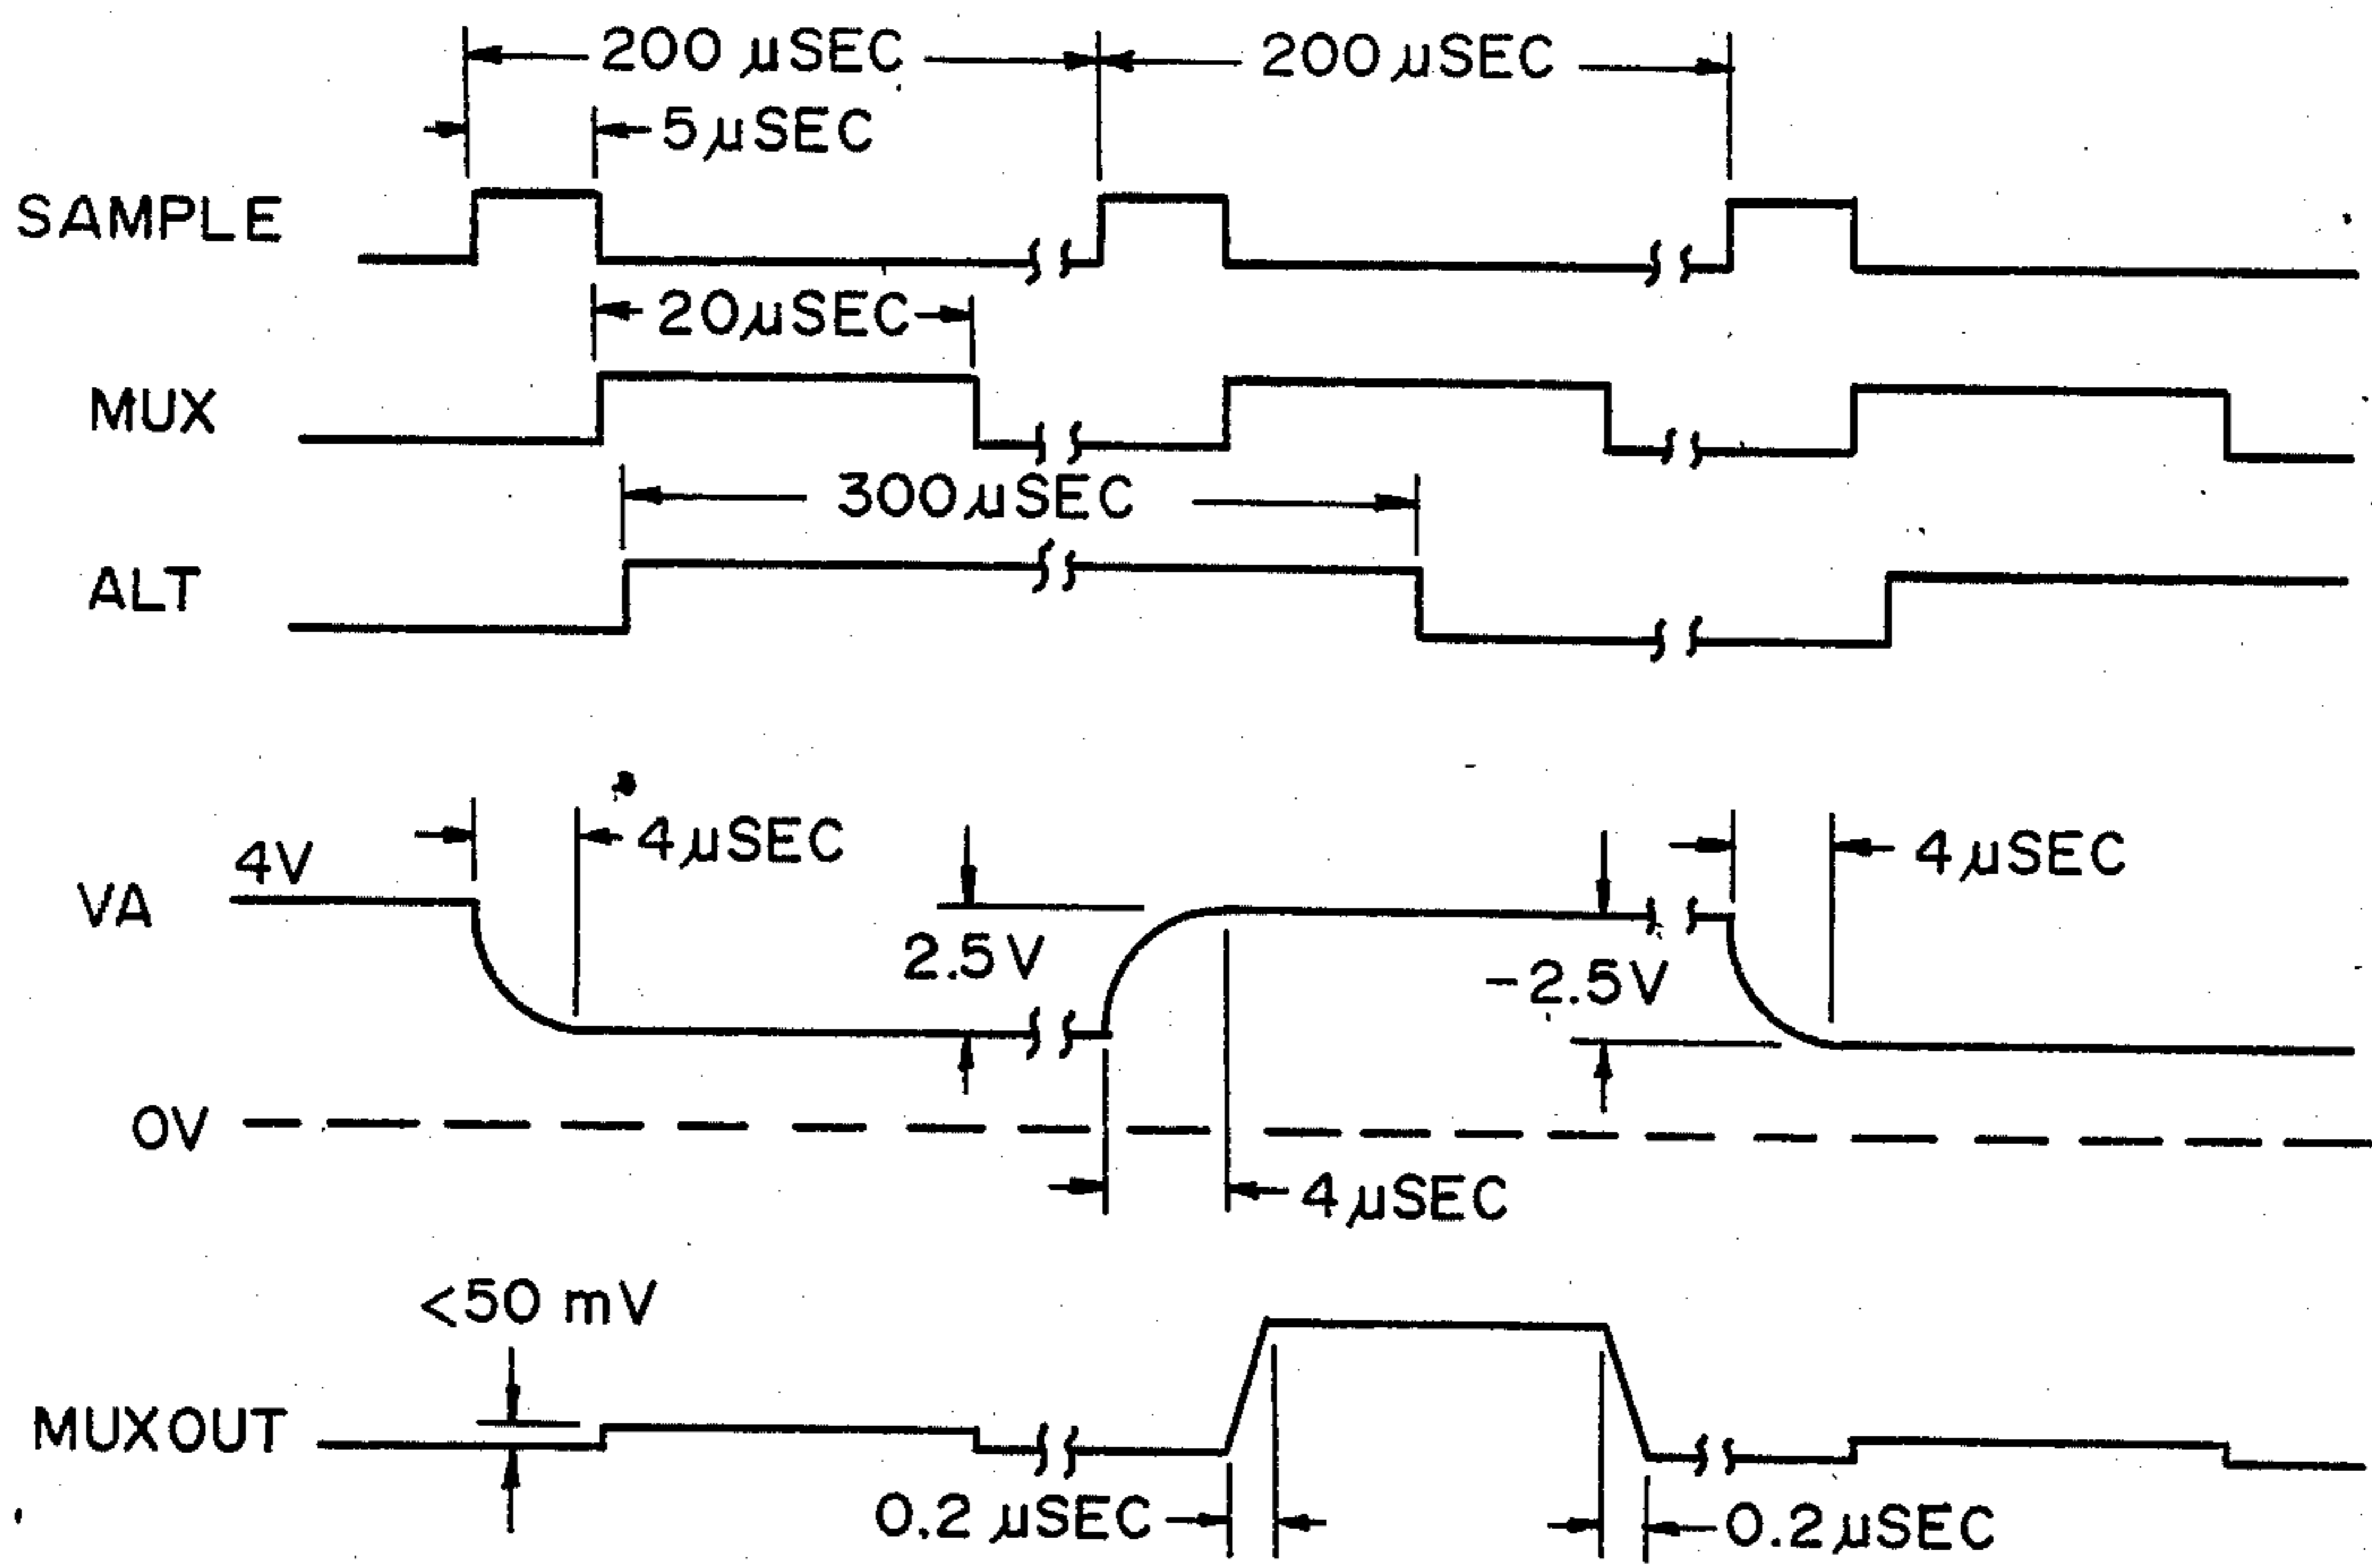 200 µSEC 200 µSEC
5 µSEC
SAMPLE
20 µSEC
MUX
300 µSEC
ALT
4V 4 µSEC 4 µSEC
VA
2.5V -2.5V
0V
4 µSEC
<50 mV
MUXOUT
0.2 µSEC 0.2 µSEC